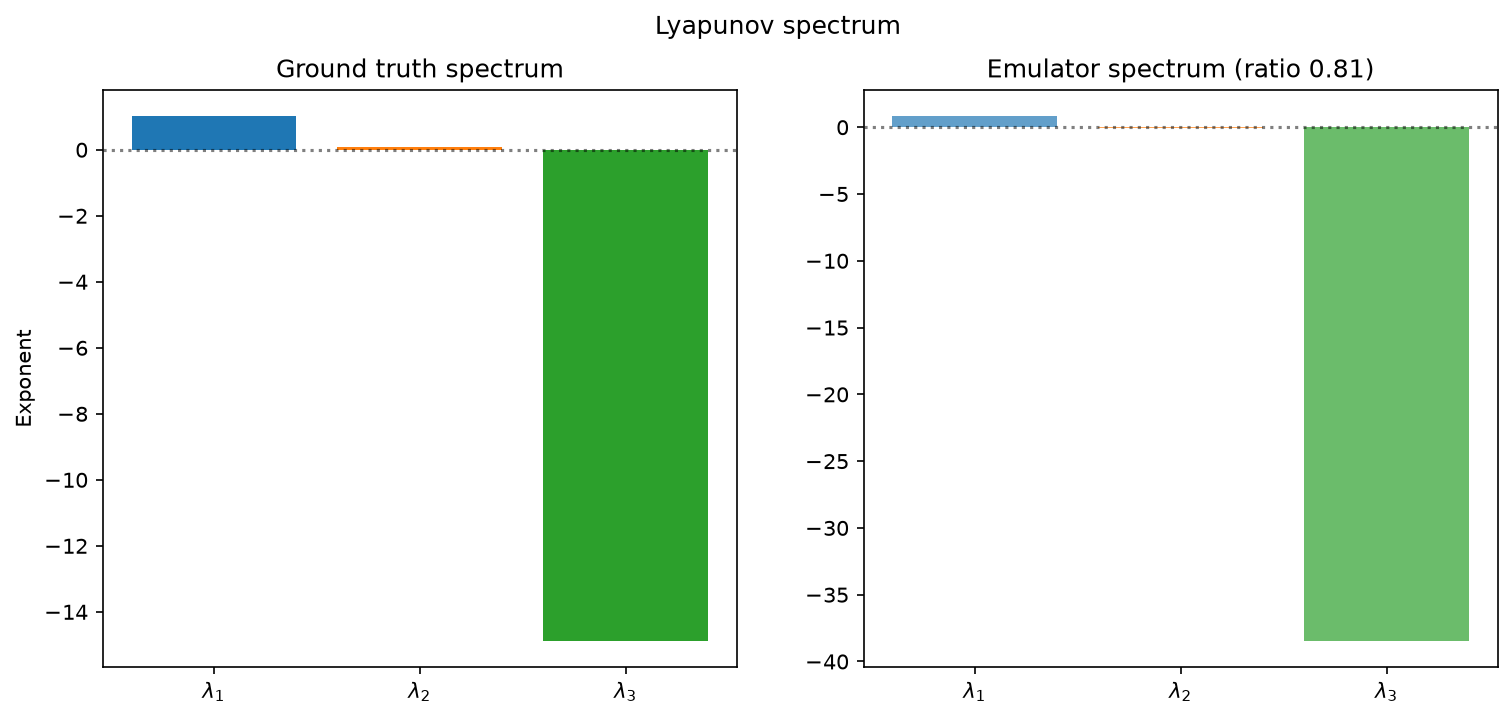 Lyapunov spectrum
Ground truth spectrum
Emulator spectrum (ratio 0.81)
Exponent
0
−2
−4
−6
−8
−10
−12
−14
λ₁ λ₂ λ₃
0
−5
−10
−15
−20
−25
−30
−35
−40
λ₁ λ₂ λ₃